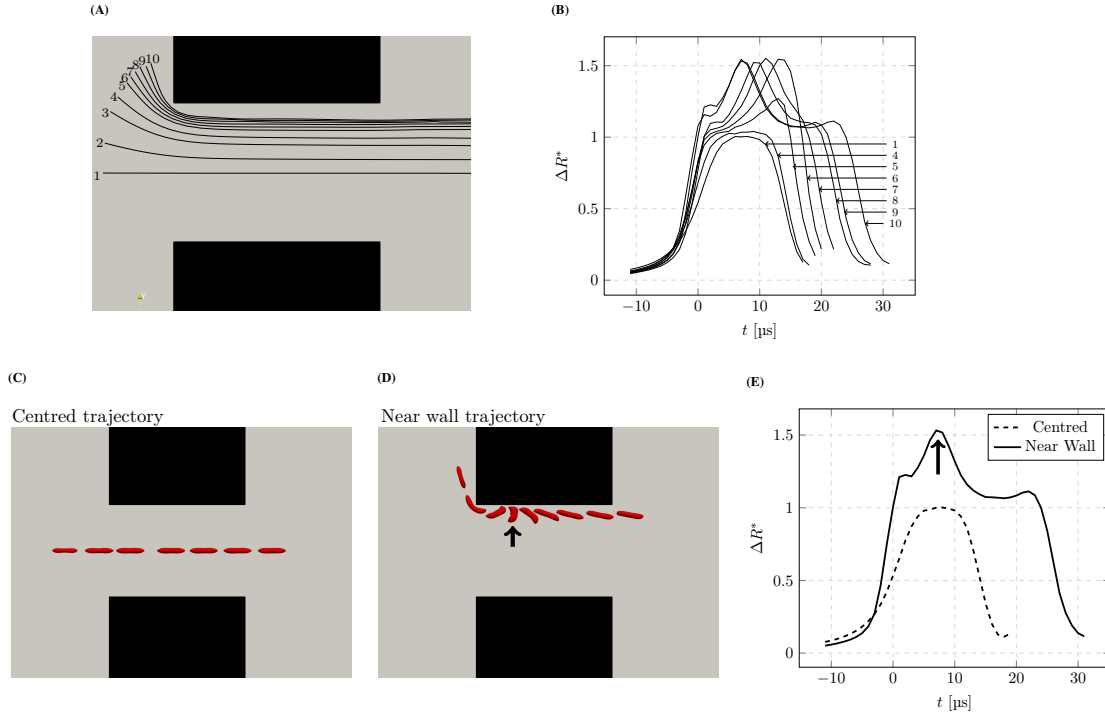 (A)
10
9
8
7
6
5
4
3
2
1
(B)
1.5
1
0.5
0
ΔR*
−10
0
10
20
30
t [µs]
1
4
5
6
7
8
9
10
(C)
Centred trajectory
(D)
Near wall trajectory
(E)
Centred
Near Wall
1.5
1
0.5
0
ΔR*
−10
0
10
20
30
t [µs]